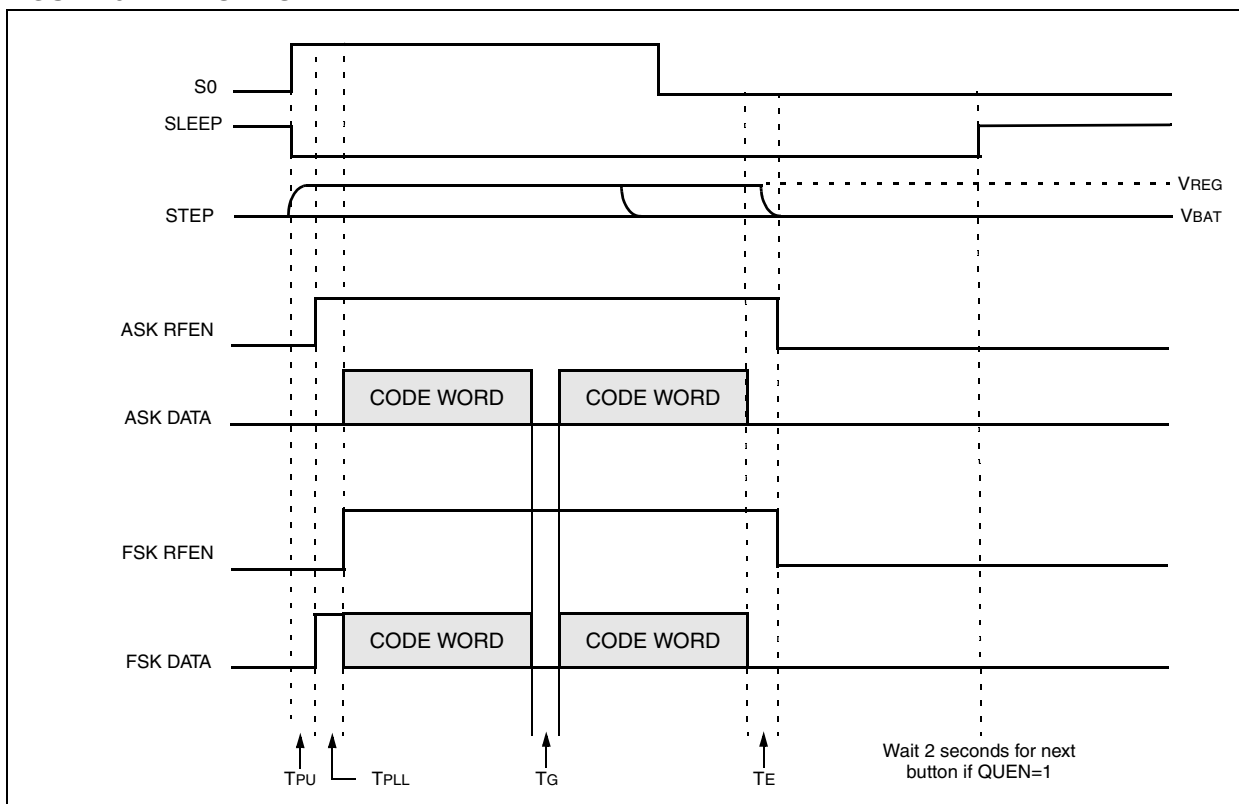 S0
SLEEP
VREG
STEP
VBAT
ASK RFEN
CODE WORD
CODE WORD
ASK DATA
FSK RFEN
CODE WORD
CODE WORD
FSK DATA
Wait 2 seconds for next
button if QUEN=1
TPU
TPLL
TG
TE